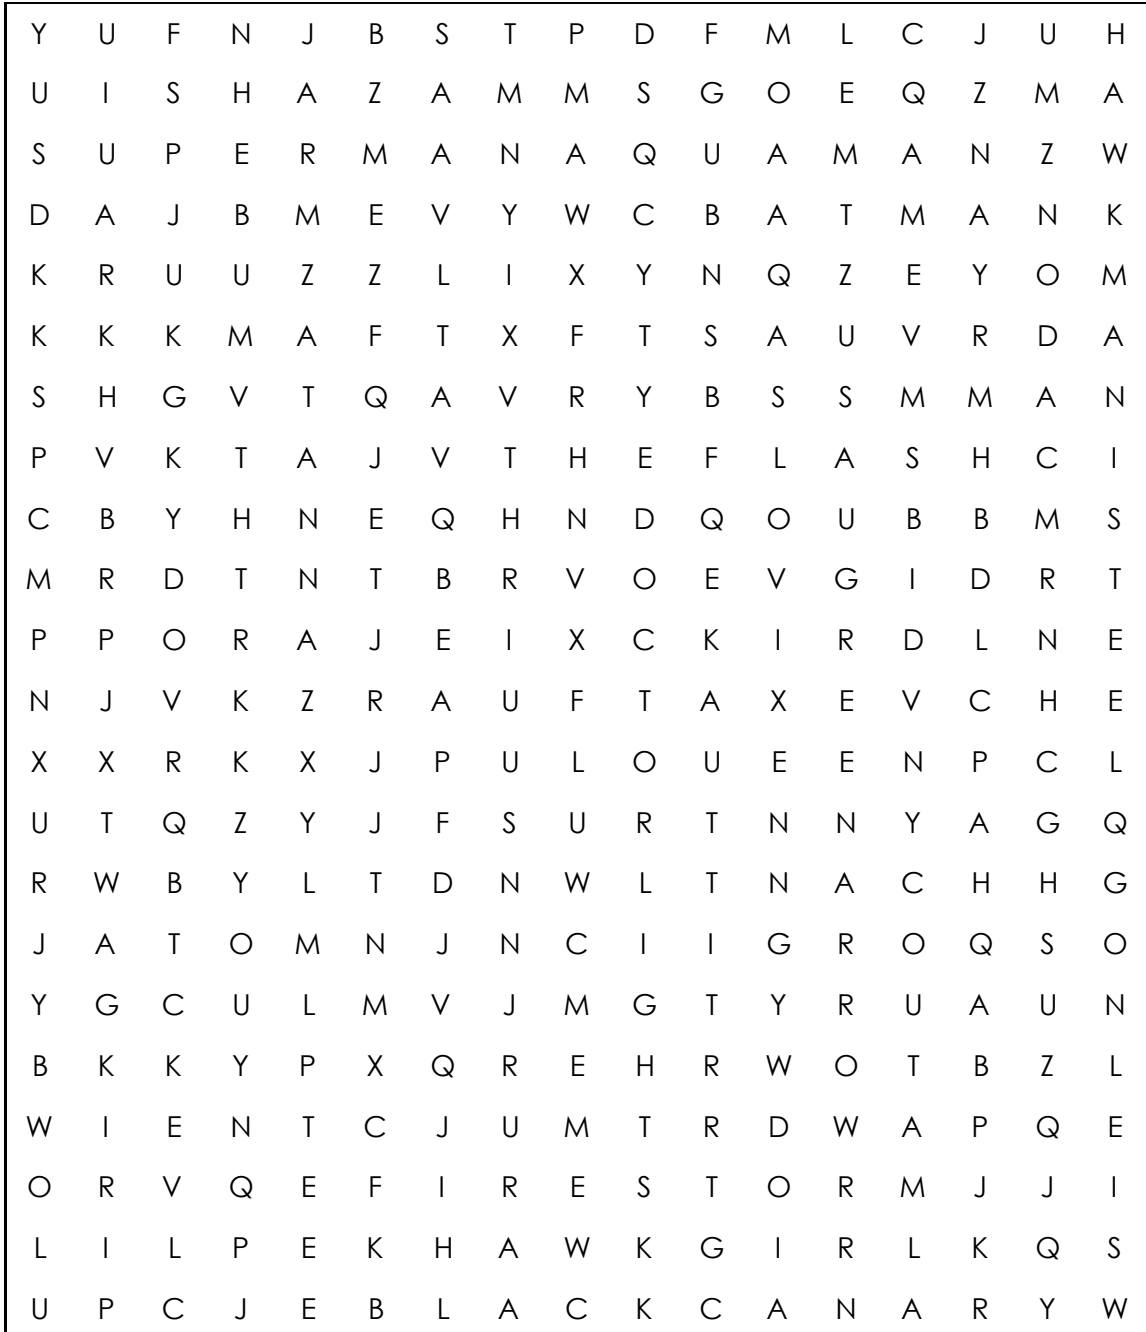 Y U F N J B S T P D F M L C J U H
U I S H A Z A M M S G O E Q Z M A
S U P E R M A N A Q U A M A N Z W
D A J B M E V Y W C B A T M A N K
K R U U Z Z L I X Y N Q Z E Y O M
K K K M A F T X F T S A U V R D A
S H G V T Q A V R Y B S S M M A N
P V K T A J V T H E F L A S H C I
C B Y H N E Q H N D Q O U B B M S
M R D T N T B R V O E V G I D R T
P P O R A J E I X C K I R D L N E
N J V K Z R A U F T A X E V C H E
X X R K X J P U L O U E E N P C L
U T Q Z Y J F S U R T N N Y A G Q
R W B Y L T D N W L T N A C H H G
J A T O M N J N C I I G R O Q S O
Y G C U L M V J M G T Y R U A U N
B K K Y P X Q R E H R W O T B Z L
W I E N T C J U M T R D W A P Q E
O R V Q E F I R E S T O R M J J I
L I L P E K H A W K G I R L K Q S
U P C J E B L A C K C A N A R Y W